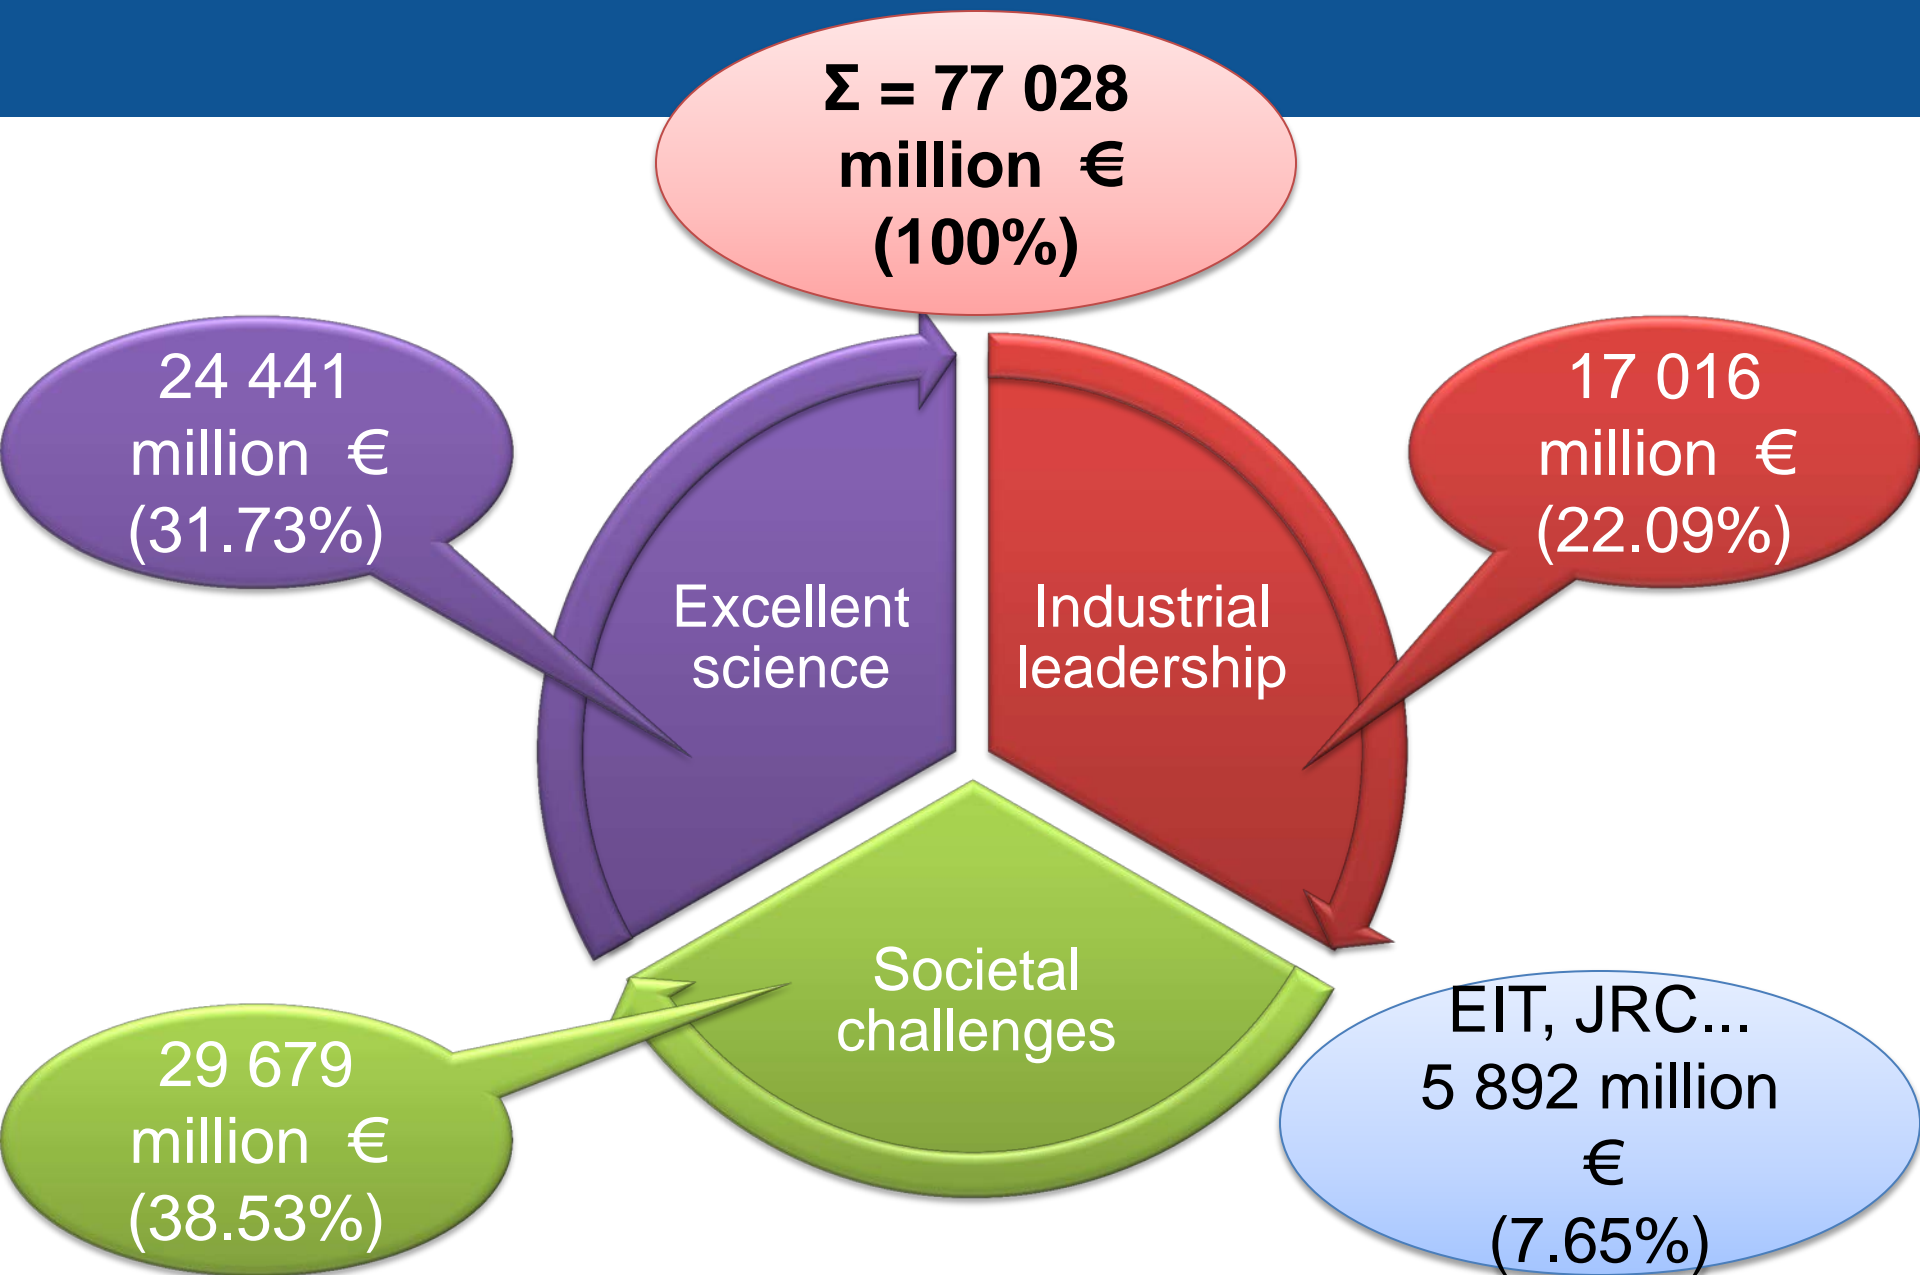 Σ = 77 028
million €
(100%)
24 441
million €
(31.73%)
17 016
million €
(22.09%)
Excellent
science
Industrial
leadership
Societal
challenges
29 679
million €
(38.53%)
EIT, JRC...
5 892 million
€
(7.65%)